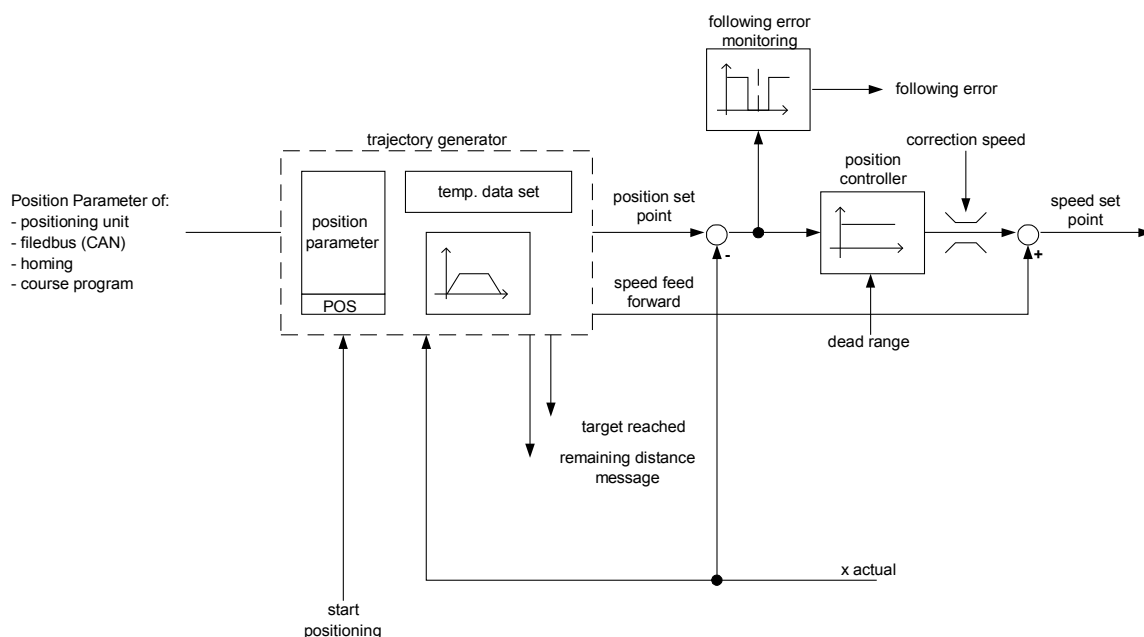 following error
monitoring
following error
trajectory generator
correction speed
position
controller
Position Parameter of:
- positioning unit
- filedbus (CAN)
- homing
- course program
position
parameter
POS
temp. data set
position set
point
speed set
point
-
+
speed feed
forward
dead range
target reached
remaining distance
message
x actual
start
positioning